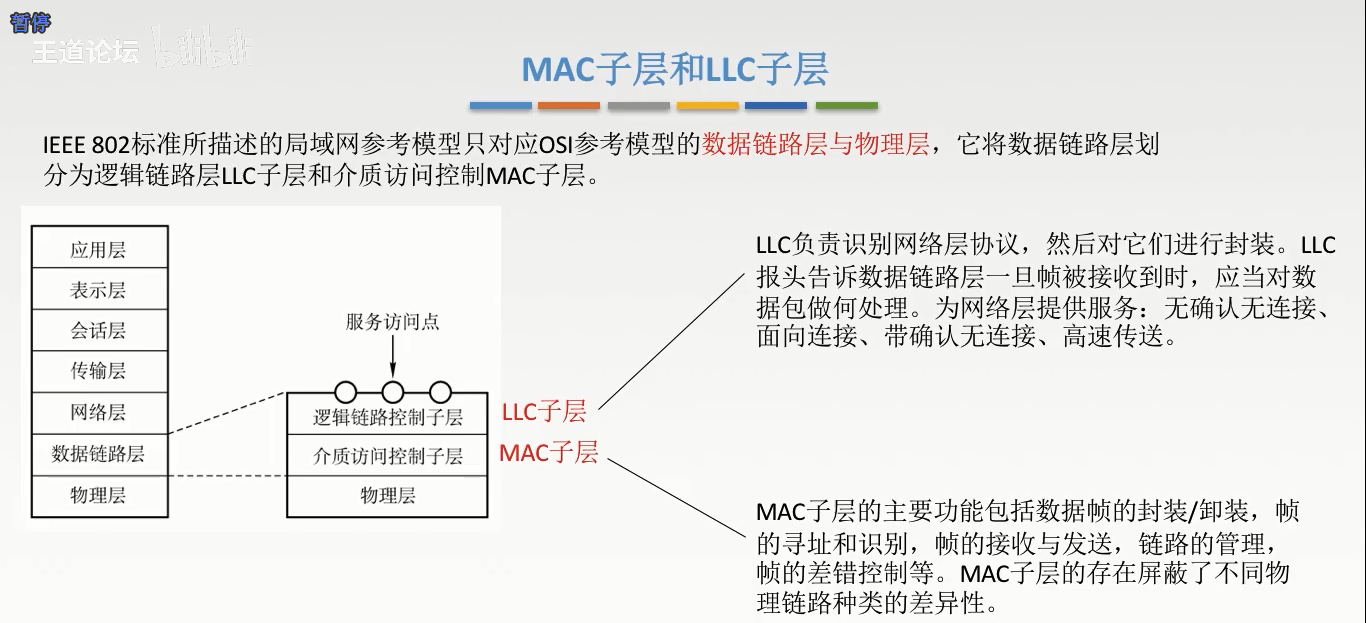 暂停
王道论坛 bilibili
MAC子层和LLC子层
IEEE 802标准所描述的局域网参考模型只对应OSI参考模型的数据链路层与物理层，它将数据链路层划
分为逻辑链路层LLC子层和介质访问控制MAC子层。
应用层
表示层
会话层
传输层
网络层
数据链路层
物理层
服务访问点
逻辑链路控制子层
介质访问控制子层
物理层
LLC子层
MAC子层
LLC负责识别网络层协议，然后对它们进行封装。LLC
报头告诉数据链路层一旦帧被接收到时，应当对数
据包做何处理。为网络层提供服务：无确认无连接、
面向连接、带确认无连接、高速传送。
MAC子层的主要功能包括数据帧的封装/卸装，帧
的寻址和识别，帧的接收与发送，链路的管理，
帧的差错控制等。MAC子层的存在屏蔽了不同物
理链路种类的差异性。